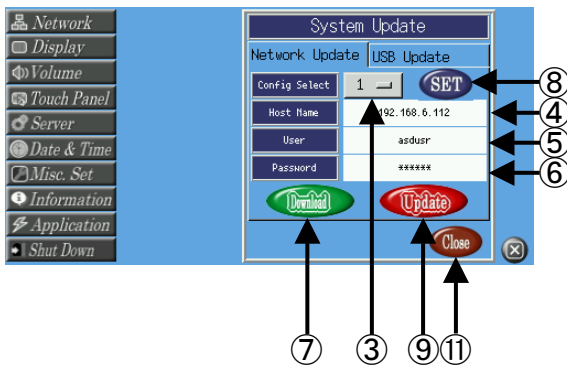 Network
Display
Volume
Touch Panel
Server
Date & Time
Misc. Set
Information
Application
Shut Down
System Update
Network Update
USB Update
Config Select
1
SET
⑧
Host Name
192.168.6.112
④
User
asdusr
⑤
Password
******
⑥
Download
Update
Close
⑦
③
⑨
⑪